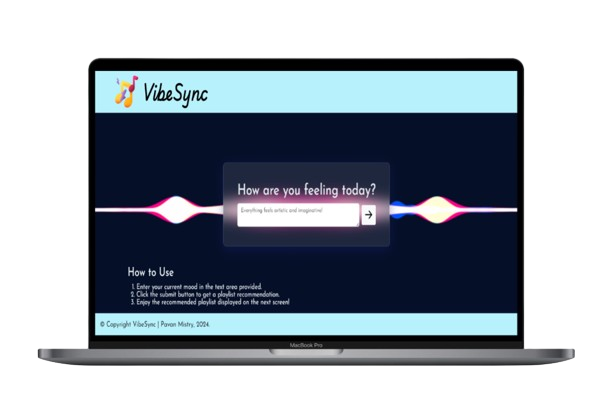 VibeSync
How are you feeling today?
Everything feels artistic and imaginative!
How to Use
1. Enter your current mood in the text area provided.
2. Click the submit button to get a playlist recommendation.
3. Enjoy the recommended playlist displayed on the next screen!
© Copyright VibeSync | Pavan Mistry, 2024.
MacBook Pro